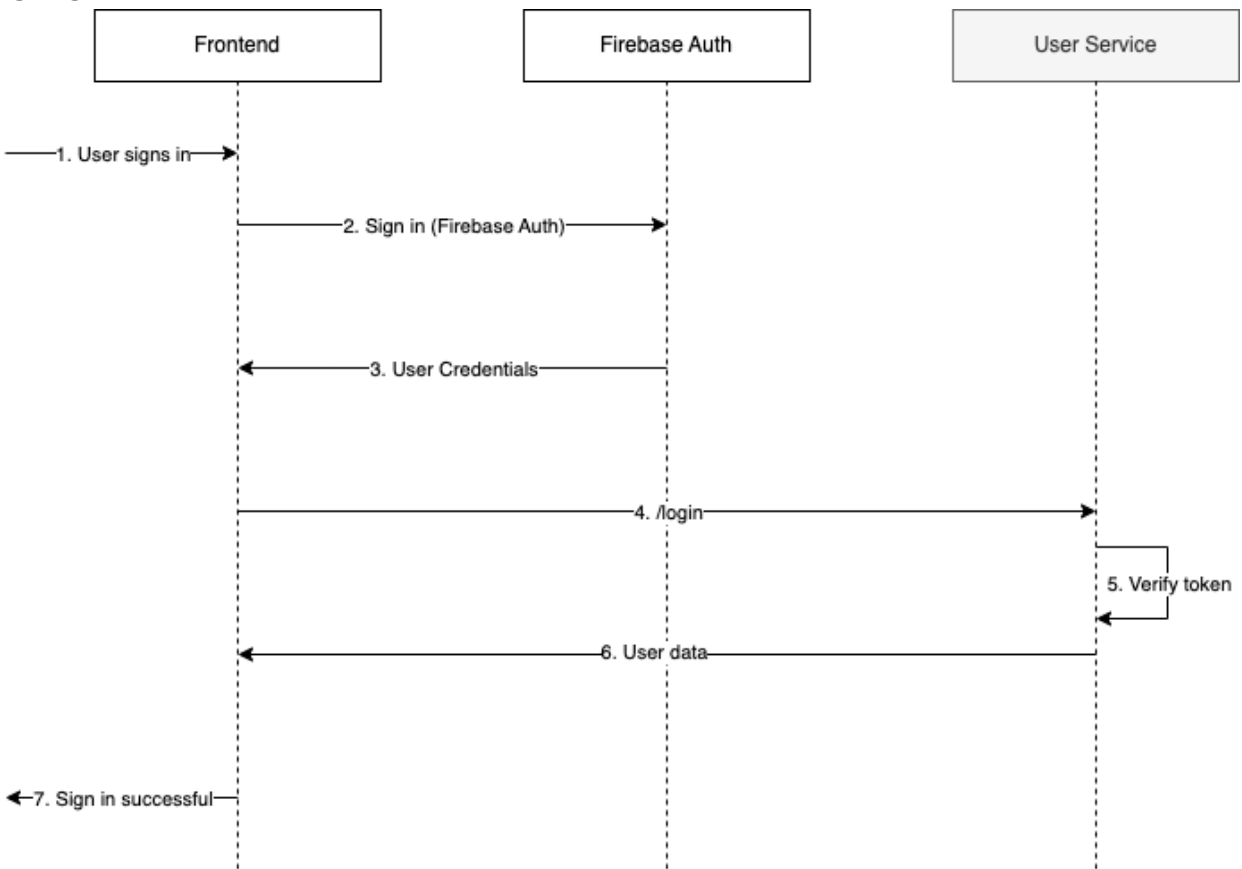 Frontend
Firebase Auth
User Service
1. User signs in
2. Sign in (Firebase Auth)
3. User Credentials
4. /login
5. Verify token
6. User data
7. Sign in successful